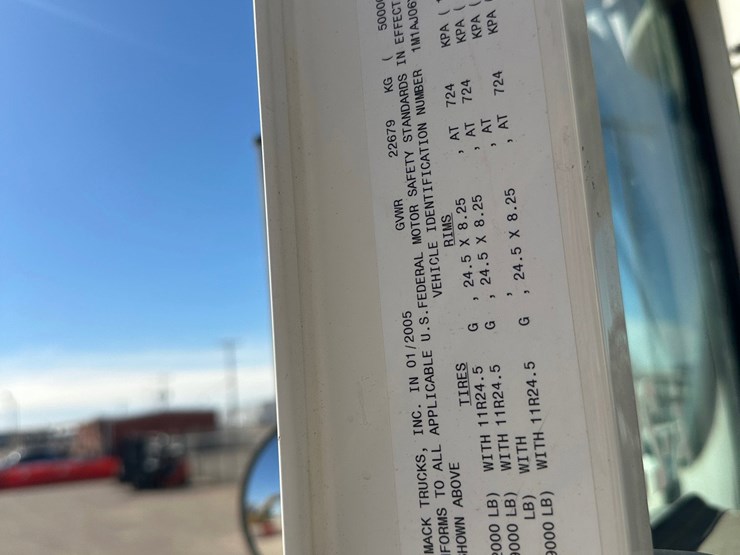 MACK TRUCKS, INC. IN 01/2005 GVWR 22679 KG ( 5000
FORMS TO ALL APPLICABLE U.S.FEDERAL MOTOR SAFETY STANDARDS IN EFFECT
HOWN ABOVE VEHICLE IDENTIFICATION NUMBER 1M1AJ06
TIRES RIMS
000 LB) WITH 11R24.5 G , 24.5 X 8.25 , AT 724 KPA (
000 LB) WITH 11R24.5 G , 24.5 X 8.25 , AT 724 KPA (
LB) WITH , , AT KPA (
9000 LB) WITH 11R24.5 G , 24.5 X 8.25 , AT 724 KPA